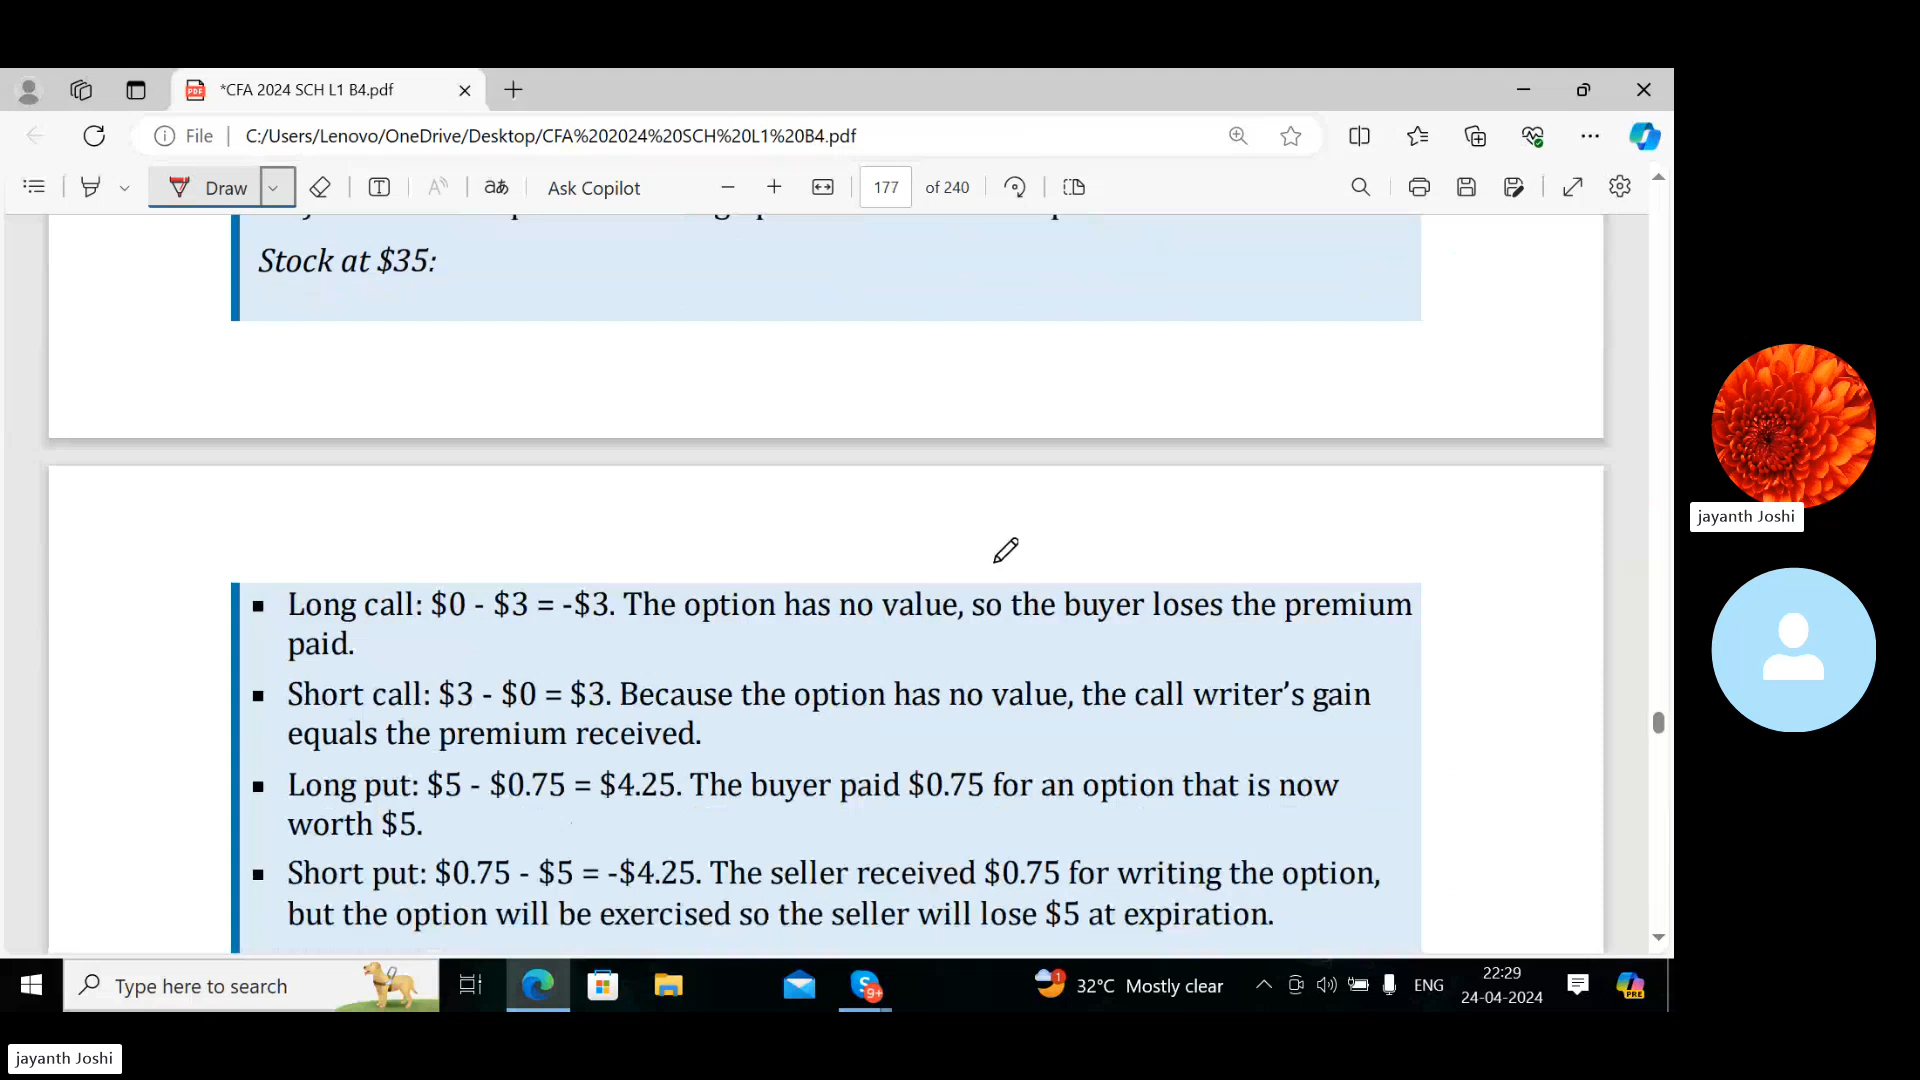 *CFA 2024 SCH L1 B4.pdf
File
C:/Users/Lenovo/OneDrive/Desktop/CFA%202024%20SCH%20L1%20B4.pdf
Draw
Ask Copilot
177 of 240
Stock at $35:
▪ Long call: $0 - $3 = -$3. The option has no value, so the buyer loses the premium
paid.
▪ Short call: $3 - $0 = $3. Because the option has no value, the call writer’s gain
equals the premium received.
▪ Long put: $5 - $0.75 = $4.25. The buyer paid $0.75 for an option that is now
worth $5.
▪ Short put: $0.75 - $5 = -$4.25. The seller received $0.75 for writing the option,
but the option will be exercised so the seller will lose $5 at expiration.
jayanth Joshi
Type here to search
9+
1
32°C Mostly clear
ENG
22:29
24-04-2024
PRE
jayanth Joshi